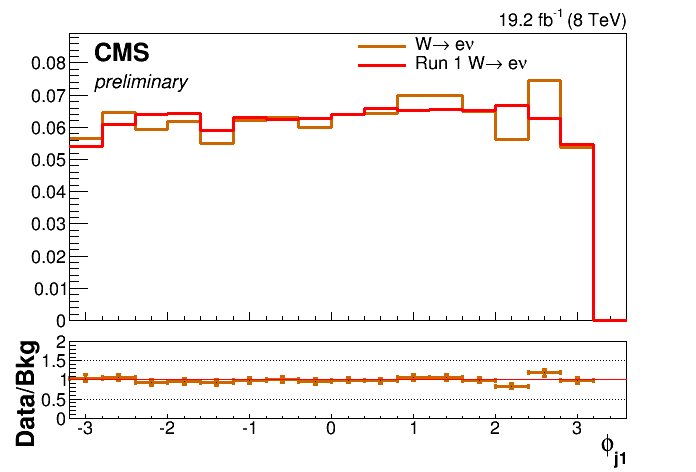 19.2 fb⁻¹ (8 TeV)
CMS
preliminary
W→ eν
Run 1 W→ eν
0.08
0.07
0.06
0.05
0.04
0.03
0.02
0.01
0
Data/Bkg
2
1.5
1
0.5
0
-3 -2 -1 0 1 2 3
ϕj1